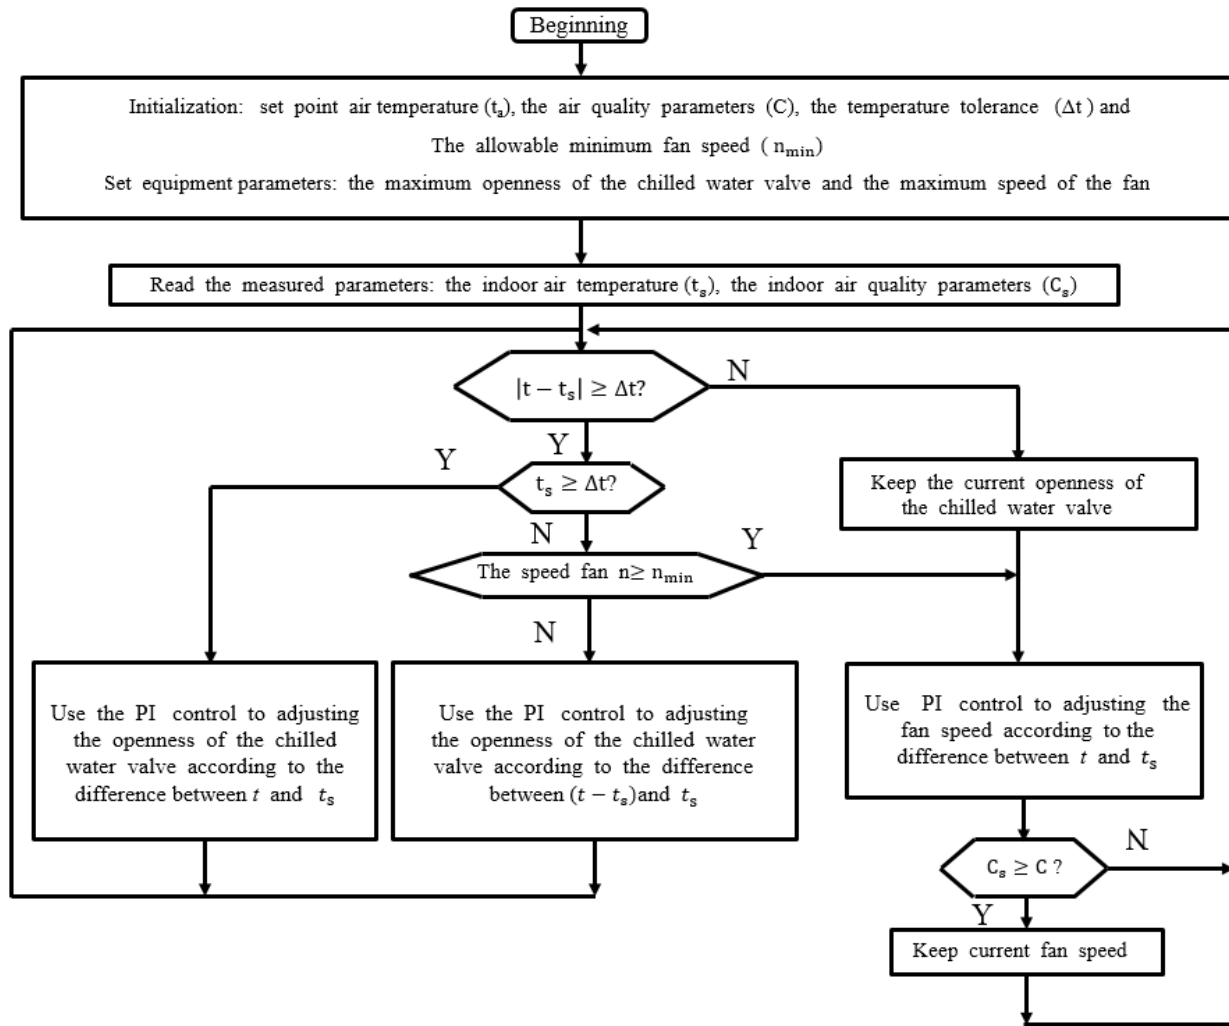 Beginning
Initialization: set point air temperature (tₐ), the air quality parameters (C), the temperature tolerance (Δt) and
The allowable minimum fan speed ( n_min)
Set equipment parameters: the maximum openness of the chilled water valve and the maximum speed of the fan
Read the measured parameters: the indoor air temperature (tₛ), the indoor air quality parameters (Cₛ)
|t − tₛ| ≥ Δt?
N
Y
Y
tₛ ≥ Δt?
Keep the current openness of
the chilled water valve
N
Y
The speed fan n≥ n_min
N
Use the PI control to adjusting
the openness of the chilled
water valve according to the
difference between t and tₛ
Use the PI control to adjusting
the openness of the chilled water
valve according to the difference
between (t − tₛ)and tₛ
Use PI control to adjusting the
fan speed according to the
difference between t and tₛ
Cₛ ≥ C ?
N
Y
Keep current fan speed